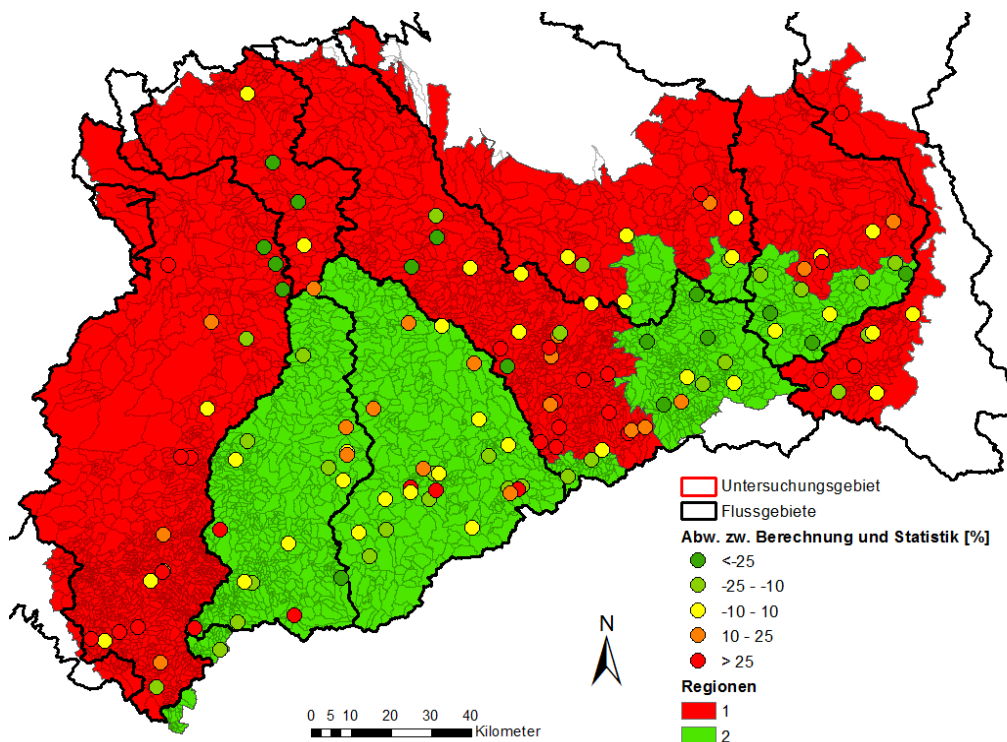 Untersuchungsgebiet
Flussgebiete
Abw. zw. Berechnung und Statistik [%]
<-25
-25 - -10
-10 - 10
10 - 25
> 25
Regionen
1
2
N
0 5 10 20 30 40
Kilometer